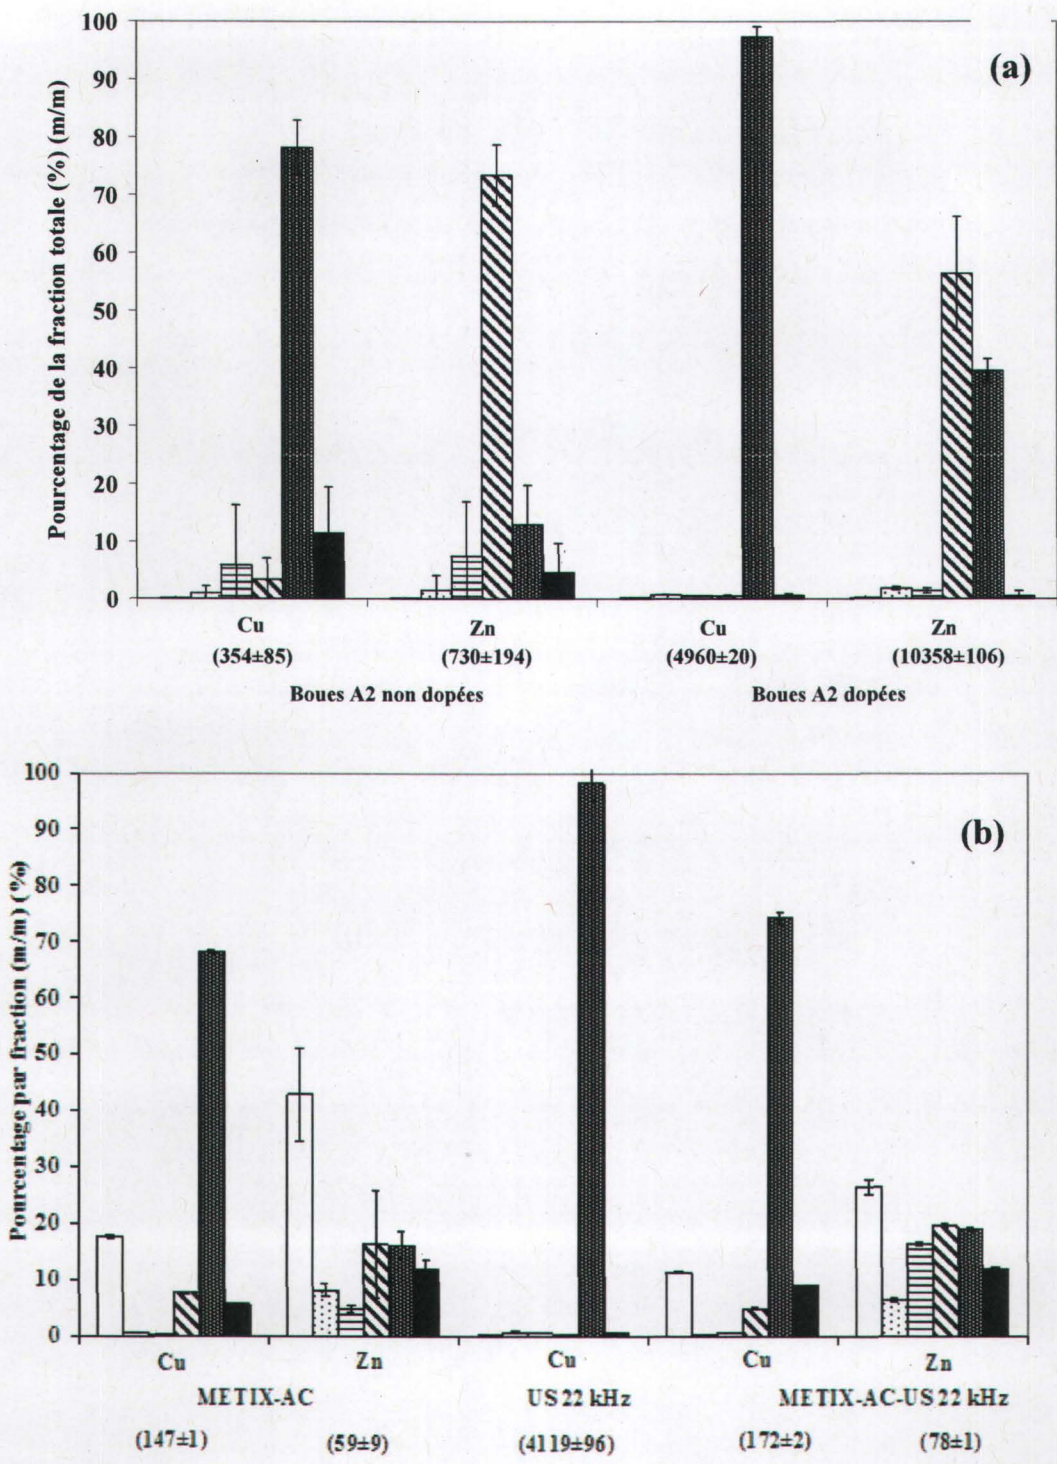 (a)
Pourcentage de la fraction totale (%) (m/m)
100
90
80
70
60
50
40
30
20
10
0
Cu Zn Cu Zn
(354±85) (730±194) (4960±20) (10358±106)
Boues A2 non dopées Boues A2 dopées
(b)
Pourcentage par fraction (m/m) (%)
100
90
80
70
60
50
40
30
20
10
0
Cu Zn Cu Cu Zn
METIX-AC US 22 kHz METIX-AC-US 22 kHz
(147±1) (59±9) (4119±96) (172±2) (78±1)